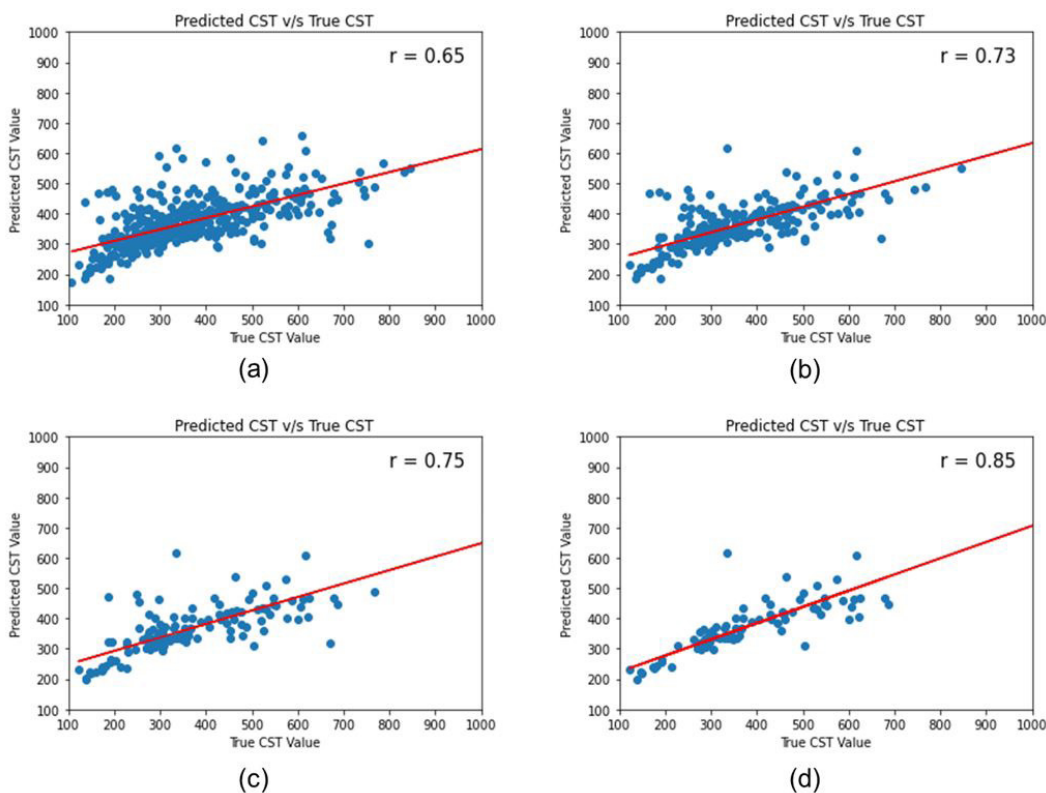 Predicted CST v/s True CST
r = 0.65
Predicted CST Value
1000
900
800
700
600
500
400
300
200
100
100 200 300 400 500 600 700 800 900 1000
True CST Value
(a)
Predicted CST v/s True CST
r = 0.73
Predicted CST Value
1000
900
800
700
600
500
400
300
200
100
100 200 300 400 500 600 700 800 900 1000
True CST Value
(b)
Predicted CST v/s True CST
r = 0.75
Predicted CST Value
1000
900
800
700
600
500
400
300
200
100
100 200 300 400 500 600 700 800 900 1000
True CST Value
(c)
Predicted CST v/s True CST
r = 0.85
Predicted CST Value
1000
900
800
700
600
500
400
300
200
100
100 200 300 400 500 600 700 800 900 1000
True CST Value
(d)